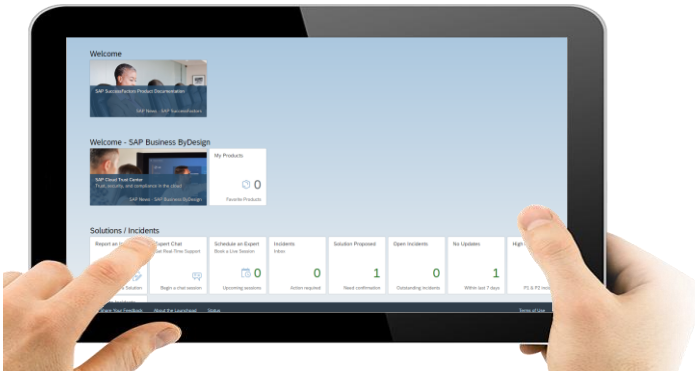 Welcome
SAP SuccessFactors Product Documentation
SAP News - SAP SuccessFactors
Welcome - SAP Business ByDesign
SAP Cloud Trust Center
Trust, security, and compliance in the cloud
SAP News - SAP Business ByDesign
My Products
0
Favorite Products
Solutions / Incidents
Report an
Expert Chat
Get Real-Time Support
Schedule an Expert
Book a Live Session
Incidents
Inbox
Solution Proposed
Open Incidents
No Updates
High
0
0
1
0
1
Solution
Begin a chat session
Upcoming sessions
Action required
Need confirmation
Outstanding incidents
Within last 7 days
P1 & P2
Share Your Feedback
About the Launchpad
Status
Terms of Use